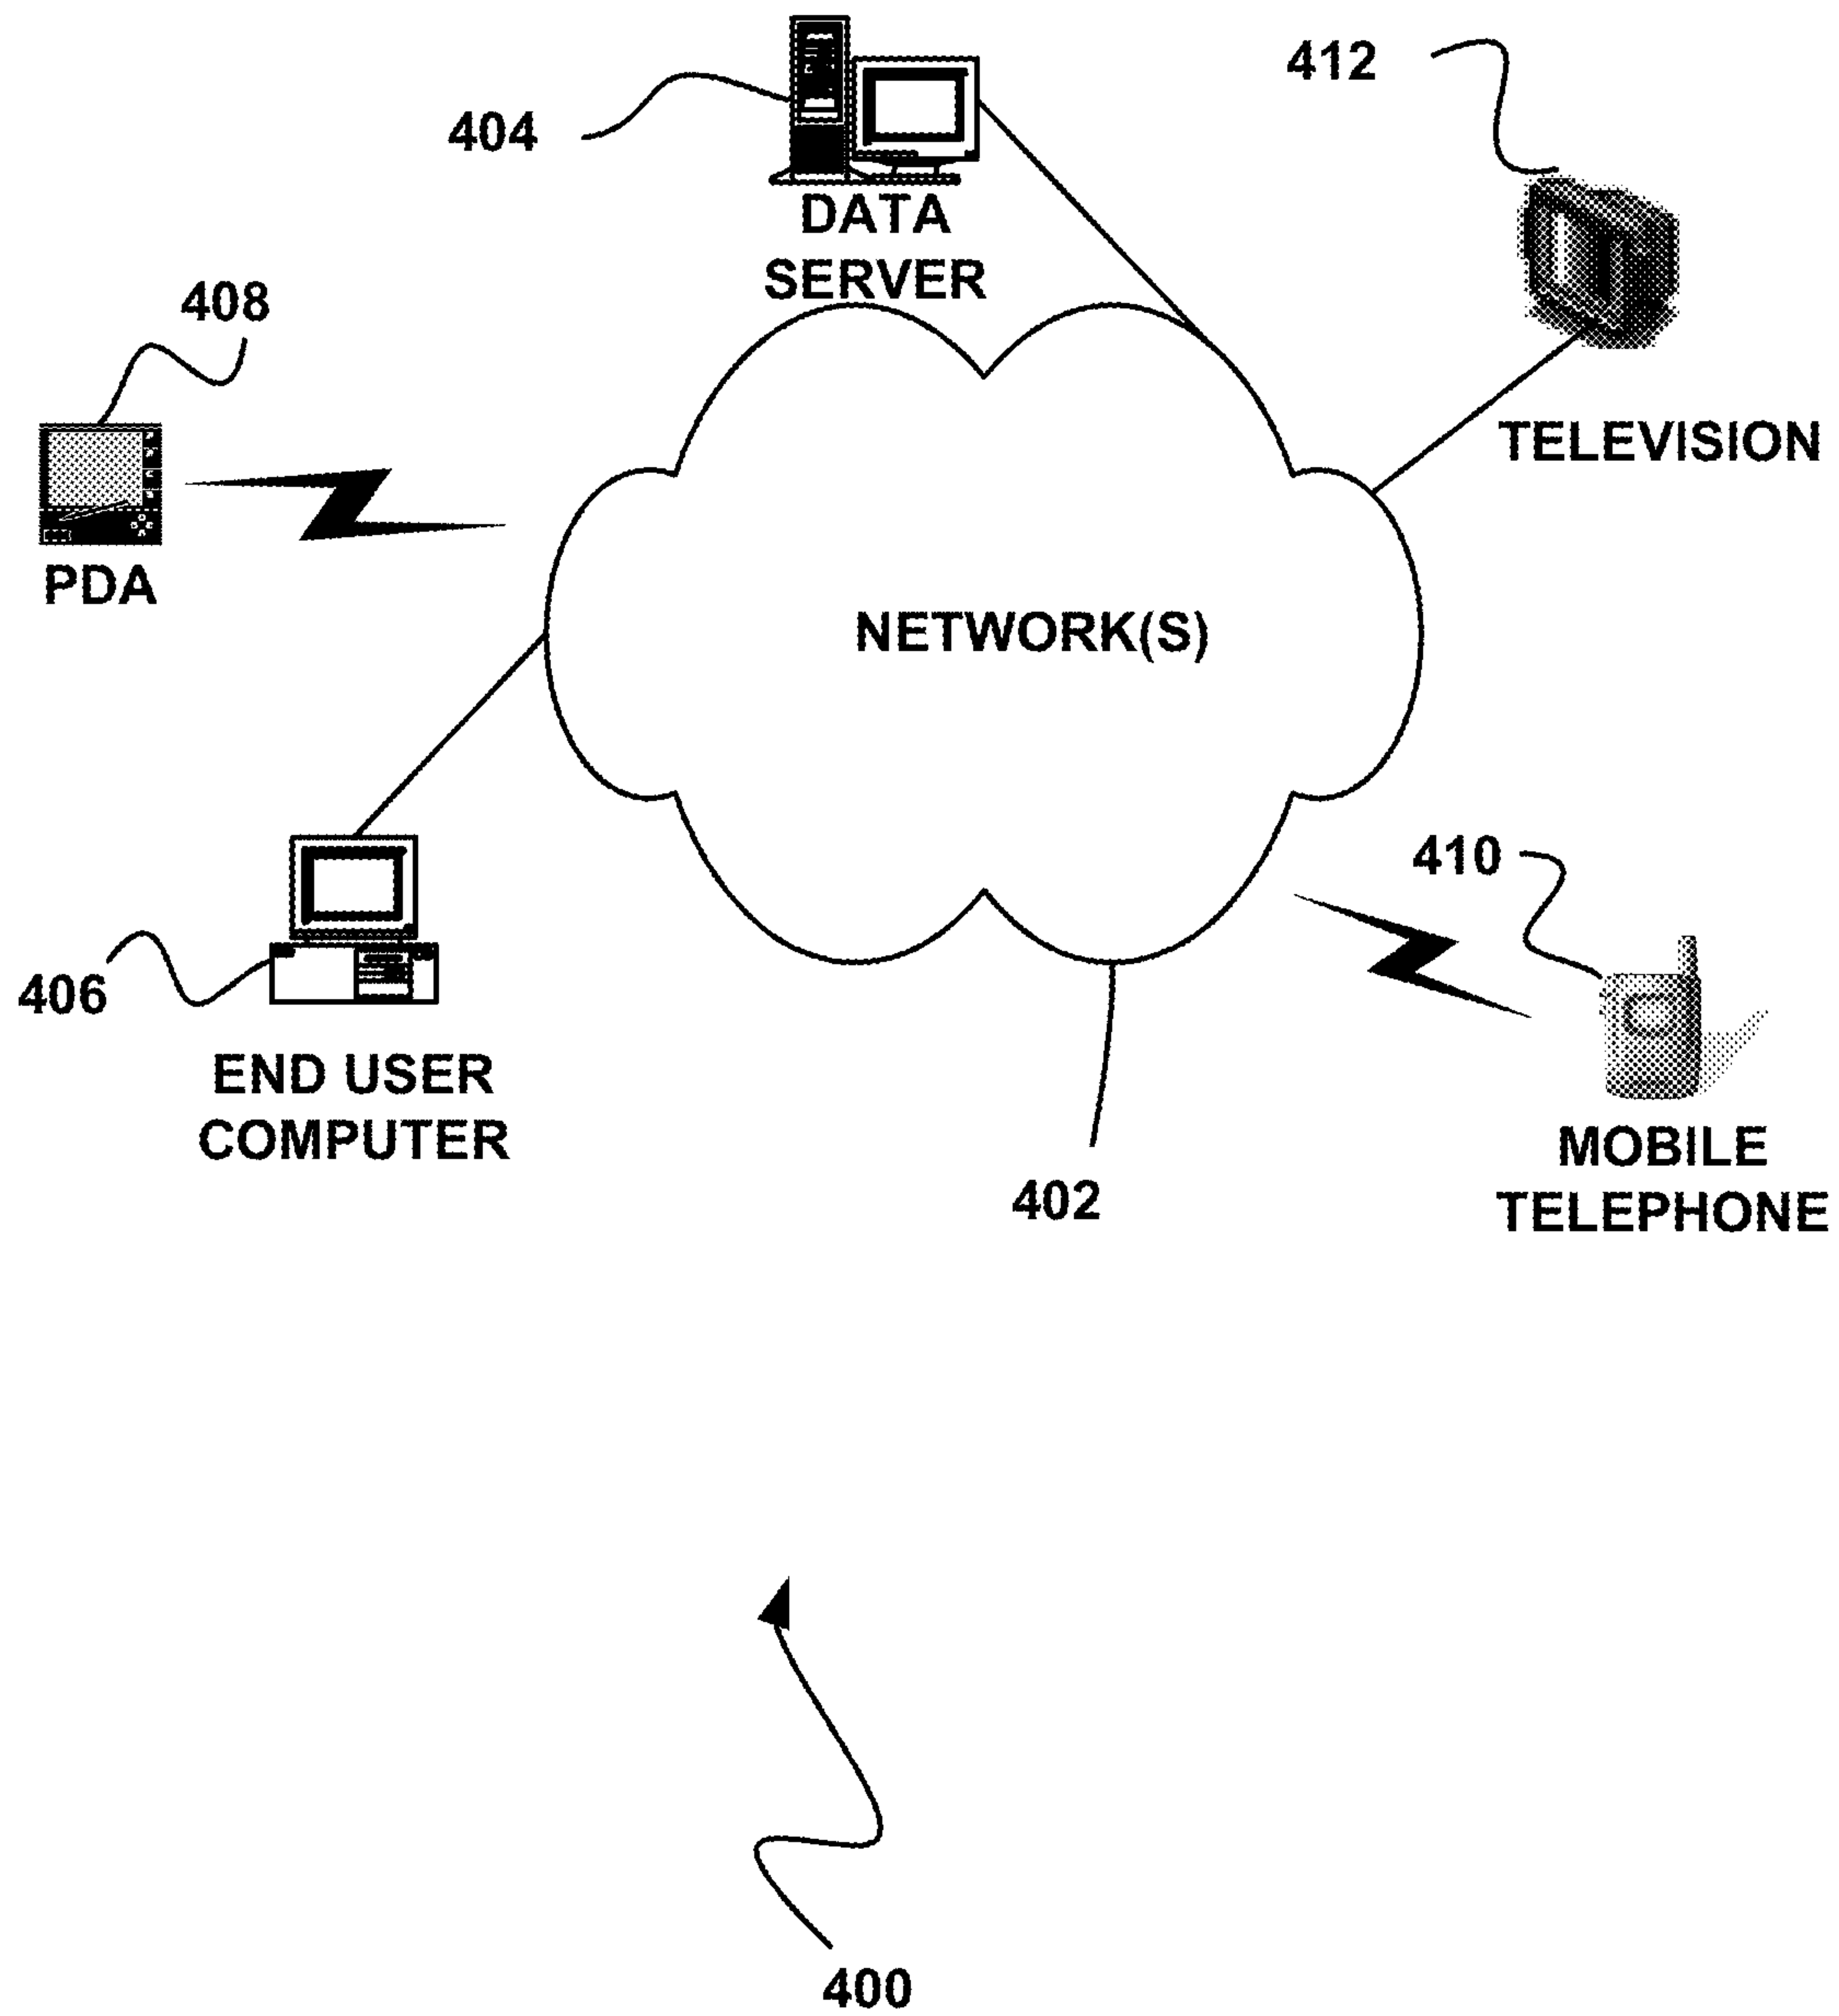 412
404
DATA
SERVER
408
TELEVISION
PDA
NETWORK(S)
410
406
END USER
COMPUTER
MOBILE
TELEPHONE
402
400